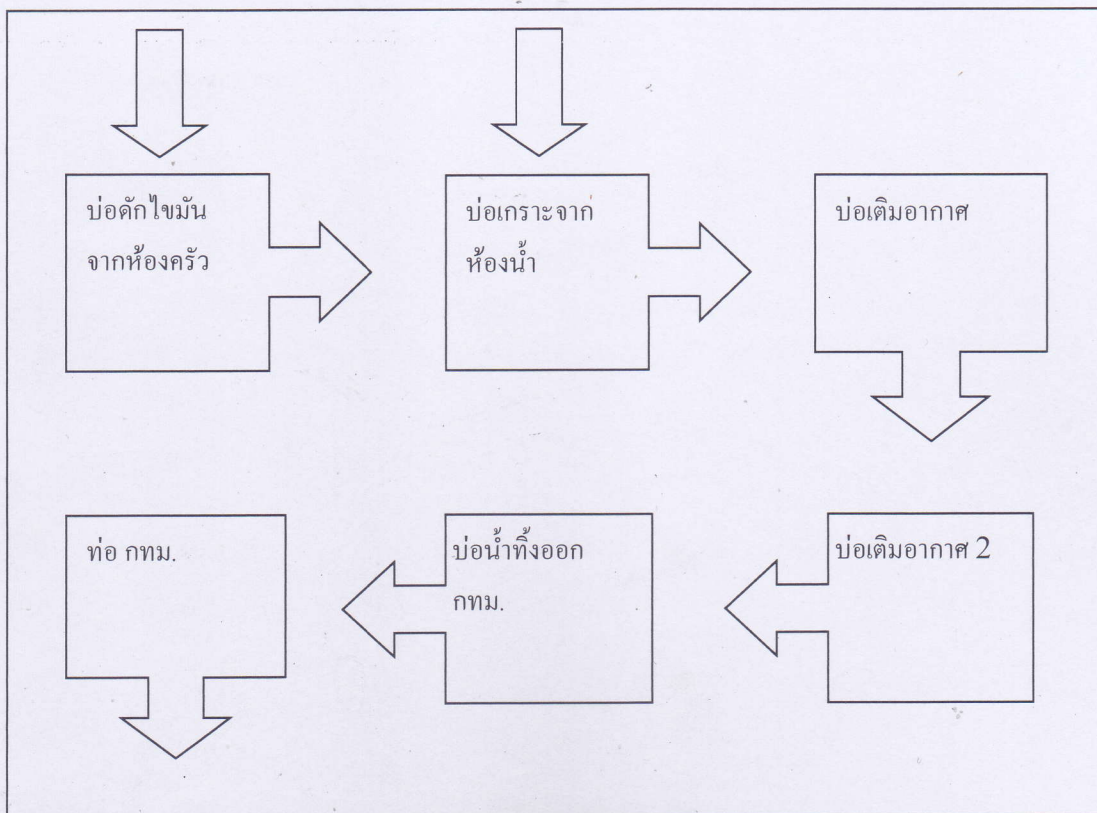 บ่อดักไขมัน
จากห้องครัว
บ่อเกราะจาก
ห้องน้ำ
บ่อเติมอากาศ
ท่อ กทม.
บ่อน้ำทิ้งออก
กทม.
บ่อเติมอากาศ 2